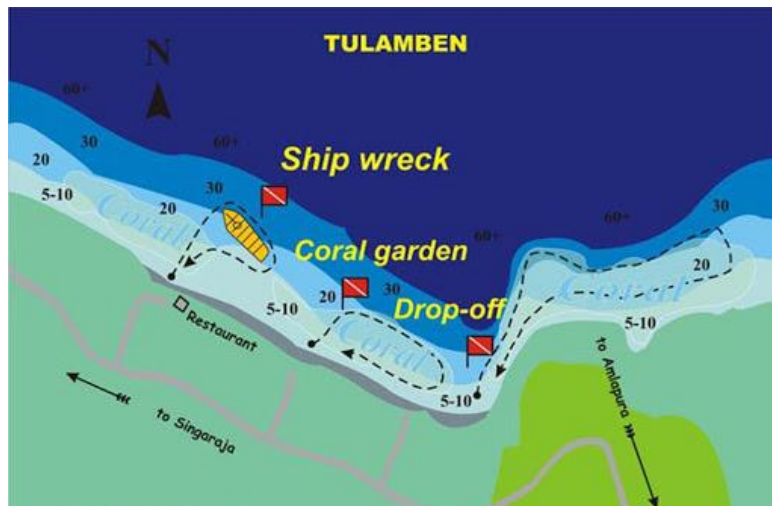 TULAMBEN
N
60+
30
60+
20
Ship wreck
5-10
30
Coral
20
60+
30
Coral garden
60+
20
30
20
Coral
5-10
Drop-off
5-10
Restaurant
Coral
5-10
to Amlapura
to Singaraja